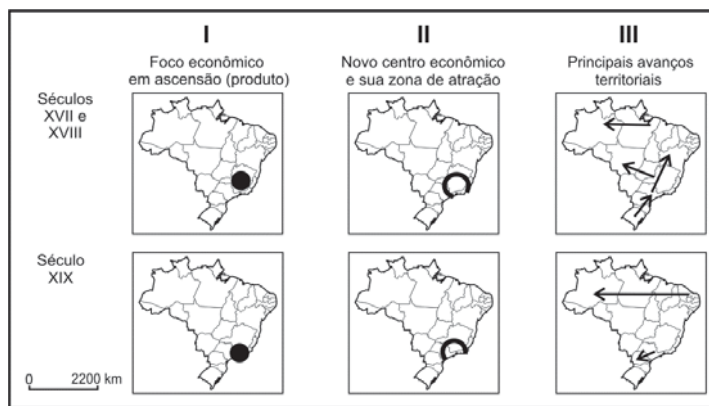 I
II
III
Foco econômico
em ascensão (produto)
Novo centro econômico
e sua zona de atração
Principais avanços
territoriais
Séculos
XVII e
XVIII
Século
XIX
0 2200 km